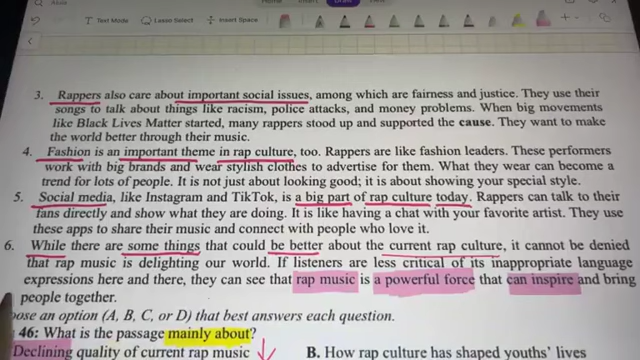 Home Insert Draw View
Text Mode Lasso Select Insert Space
3. Rappers also care about important social issues, among which are fairness and justice. They use their
songs to talk about things like racism, police attacks, and money problems. When big movements
like Black Lives Matter started, many rappers stood up and supported the cause. They want to make
the world better through their music.
4. Fashion is an important theme in rap culture, too. Rappers are like fashion leaders. These performers
work with big brands and wear stylish clothes to advertise for them. What they wear can become a
trend for lots of people. It is not just about looking good; it is about showing your special style.
5. Social media, like Instagram and TikTok, is a big part of rap culture today. Rappers can talk to their
fans directly and show what they are doing. It is like having a chat with your favorite artist. They use
these apps to share their music and connect with people who love it.
6. While there are some things that could be better about the current rap culture, it cannot be denied
that rap music is delighting our world. If listeners are less critical of its inappropriate language
expressions here and there, they can see that rap music is a powerful force that can inspire and bring
people together.
oose an option (A, B, C, or D) that best answers each question.
46: What is the passage mainly about?
Declining quality of current rap music B. How rap culture has shaped youths' lives